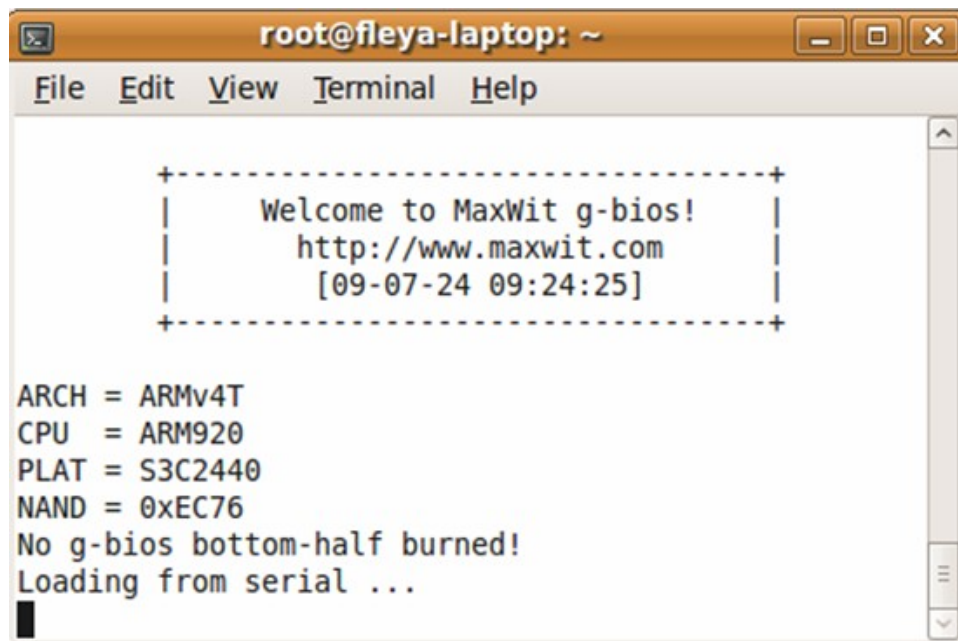 root@fleya-laptop: ~
File Edit View Terminal Help
+----------------------------------+
| Welcome to MaxWit g-bios! |
| http://www.maxwit.com |
| [09-07-24 09:24:25] |
+----------------------------------+
ARCH = ARMv4T
CPU = ARM920
PLAT = S3C2440
NAND = 0xEC76
No g-bios bottom-half burned!
Loading from serial ...